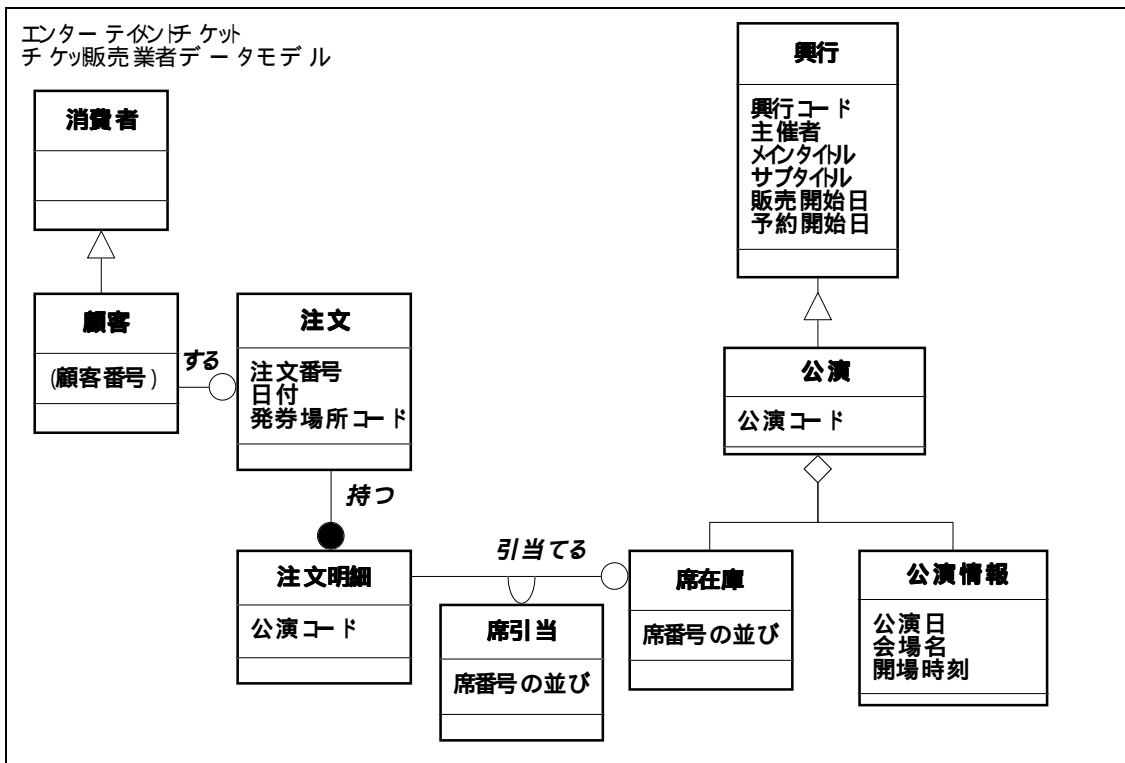 エンターテイメントチケット
チケット販売業者データモデル
消費者
顧客
(顧客番号)
する
注文
注文番号
日付
発券場所コード
持つ
注文明細
公演コード
引当てる
席引当
席番号の並び
席在庫
席番号の並び
興行
興行コード
主催者
メインタイトル
サブタイトル
販売開始日
予約開始日
公演
公演コード
公演情報
公演日
会場名
開場時刻